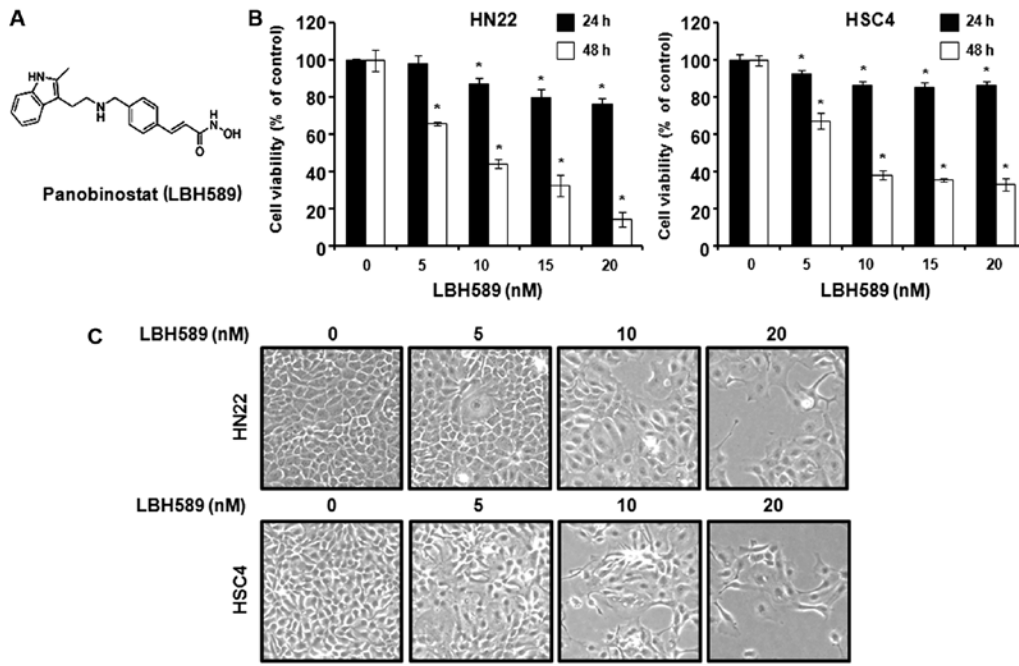 A
HN
N
H
H
N
OH
O
Panobinostat (LBH589)
B
HN22
24 h
48 h
Cell viability (% of control)
120
100
80
60
40
20
0
* * * * * * *
0 5 10 15 20
LBH589 (nM)
HSC4
24 h
48 h
Cell viability (% of control)
120
100
80
60
40
20
0
* * * * * * * *
0 5 10 15 20
LBH589 (nM)
C
LBH589 (nM) 0 5 10 20
HN22
LBH589 (nM) 0 5 10 20
HSC4